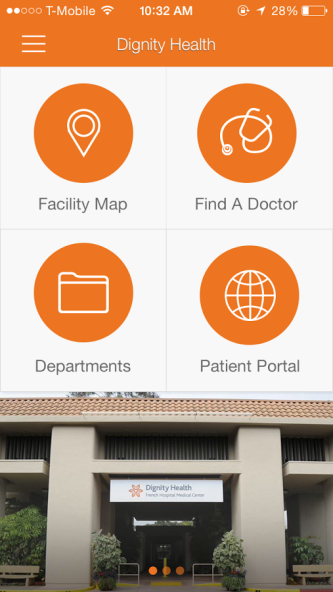 T-Mobile 10:32 AM 28%
Dignity Health
Facility Map Find A Doctor
Departments Patient Portal
Dignity Health
French Hospital Medical Center